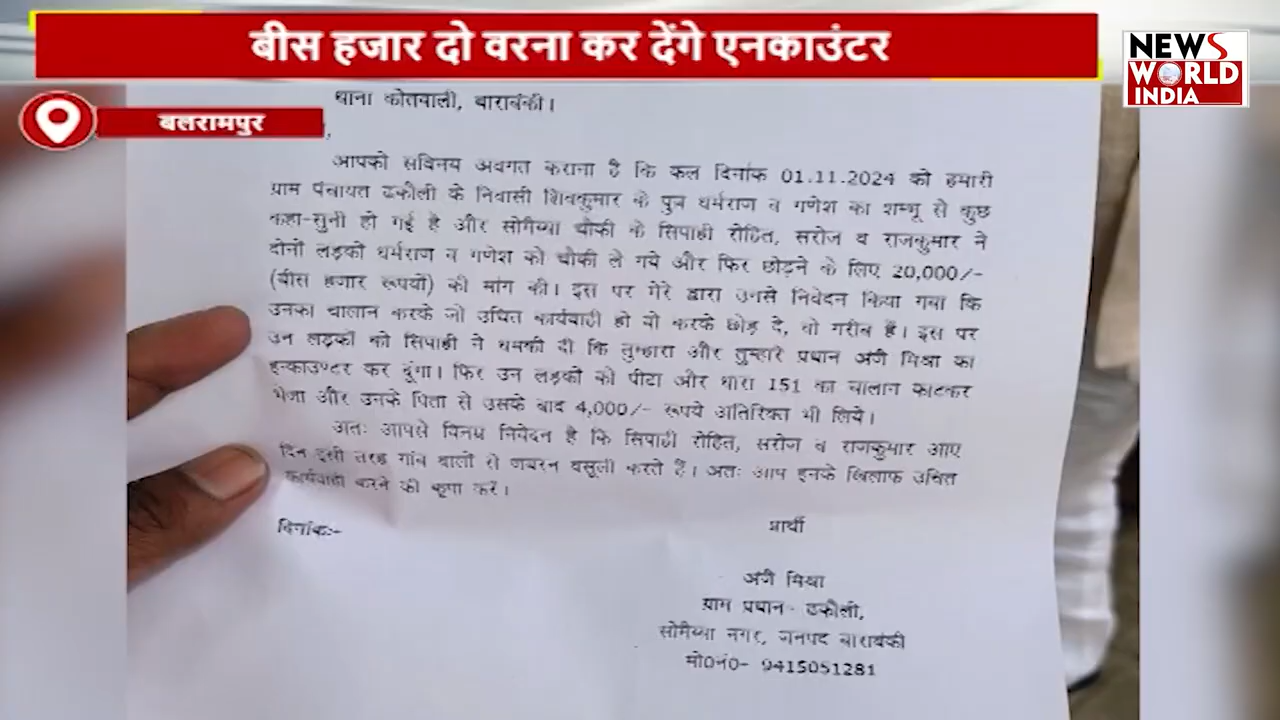 बीस हजार दो वरना कर देंगे एनकाउंटर
NEWS
WORLD
INDIA
बलरामपुर
थाना कोतवाली, बाराबंकी।
आपको सविनय अवगत कराना है कि कल दिनांक 01.11.2024 को हमारी
ग्राम पंचायत ढकौली के निवासी शिवकुमार के पुत्र धर्मराज व गणेश का शम्भू से कुछ
कहा-सुनी हो गई है और सोमैय्या चौकी के सिपाही रोहित, सरोज व राजकुमार ने
दोनों लड़को धर्मराज व गणेश को चौकी ले गये और फिर छोड़ने के लिए 20,000/-
(बीस हजार रूपयों) की मांग की। इस पर मेरे द्वारा उनसे निवेदन किया गया कि
उनका चालान करके जो उचित कार्यवाही हो वो करके छोड़ दे, वो गरीब है। इस पर
उन लड़कों को सिपाही ने धमकी दी कि तुम्हारा और तुम्हारे प्रधान अंगे मिश्रा का
इन्काउण्टर कर दूंगा। फिर उन लड़कों को पीटा और धारा 151 का चालान काटकर
भेजा और उनके पिता से उसके बाद 4,000/- रूपये अतिरिक्त भी लिये।
अतः आपसे विनम्र निवेदन है कि सिपाही रोहित, सरोज व राजकुमार आए
दिन इसी तरह गांव वालों से जबरन वसूली करते हैं। अतः आप इनके खिलाफ उचित
कार्यवाही करने की कृपा करें।
दिनांक:-
प्रार्थी
अंगे मिश्रा
ग्राम प्रधान- ढकौली,
सोमैय्या नगर, जनपद बाराबंकी
मो0नं0- 9415051281